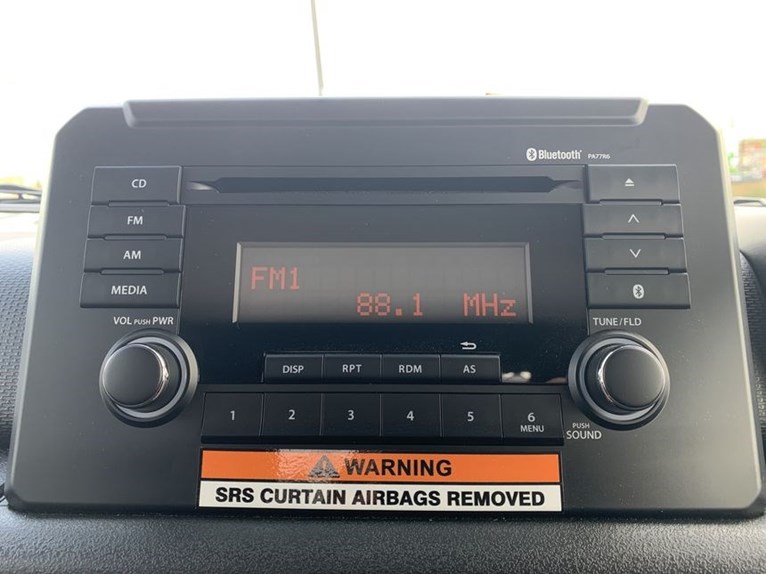 Bluetooth® PA77R6
CD
FM
AM
MEDIA
FM1
88.1 MHz
VOL PUSH PWR
TUNE/FLD
DISP RPT RDM AS
1 2 3 4 5 6
MENU
PUSH
SOUND
WARNING
SRS CURTAIN AIRBAGS REMOVED